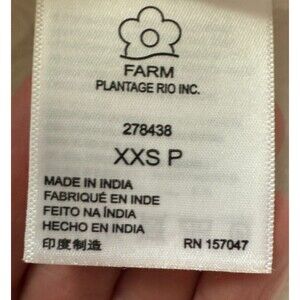 FARM
PLANTAGE RIO INC.
278438
XXS P
MADE IN INDIA
FABRIQUÉ EN INDE
FEITO NA ÍNDIA
HECHO EN INDIA
印度制造 RN 157047